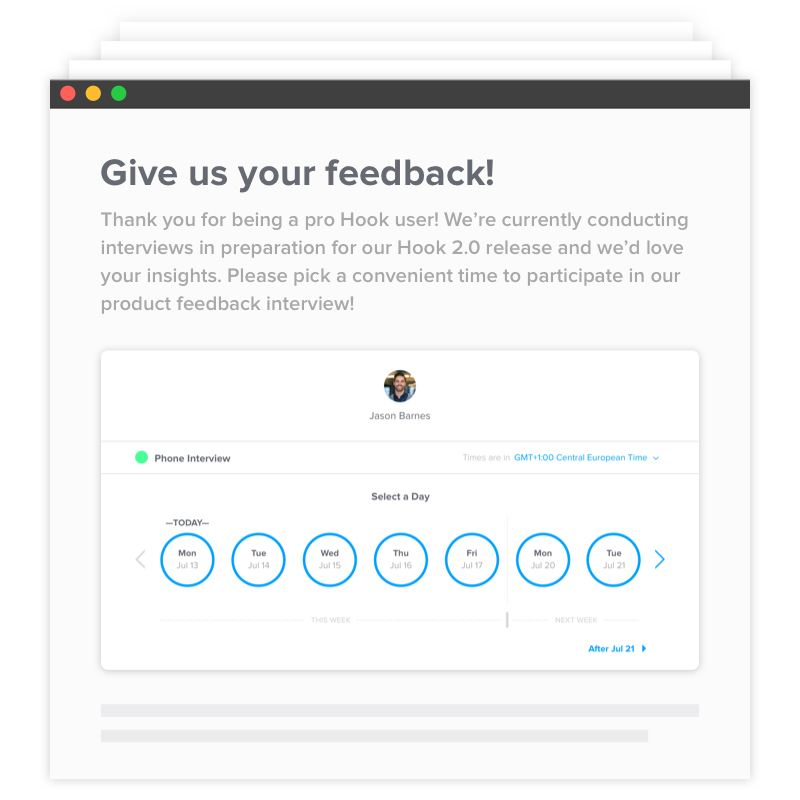 Give us your feedback!
Thank you for being a pro Hook user! We’re currently conducting
interviews in preparation for our Hook 2.0 release and we’d love
your insights. Please pick a convenient time to participate in our
product feedback interview!
Jason Barnes
Phone Interview
Times are in GMT+1:00 Central European Time
Select a Day
—TODAY—
Mon Tue Wed Thu Fri Mon Tue
Jul 13 Jul 14 Jul 15 Jul 16 Jul 17 Jul 20 Jul 21
THIS WEEK NEXT WEEK
After Jul 21